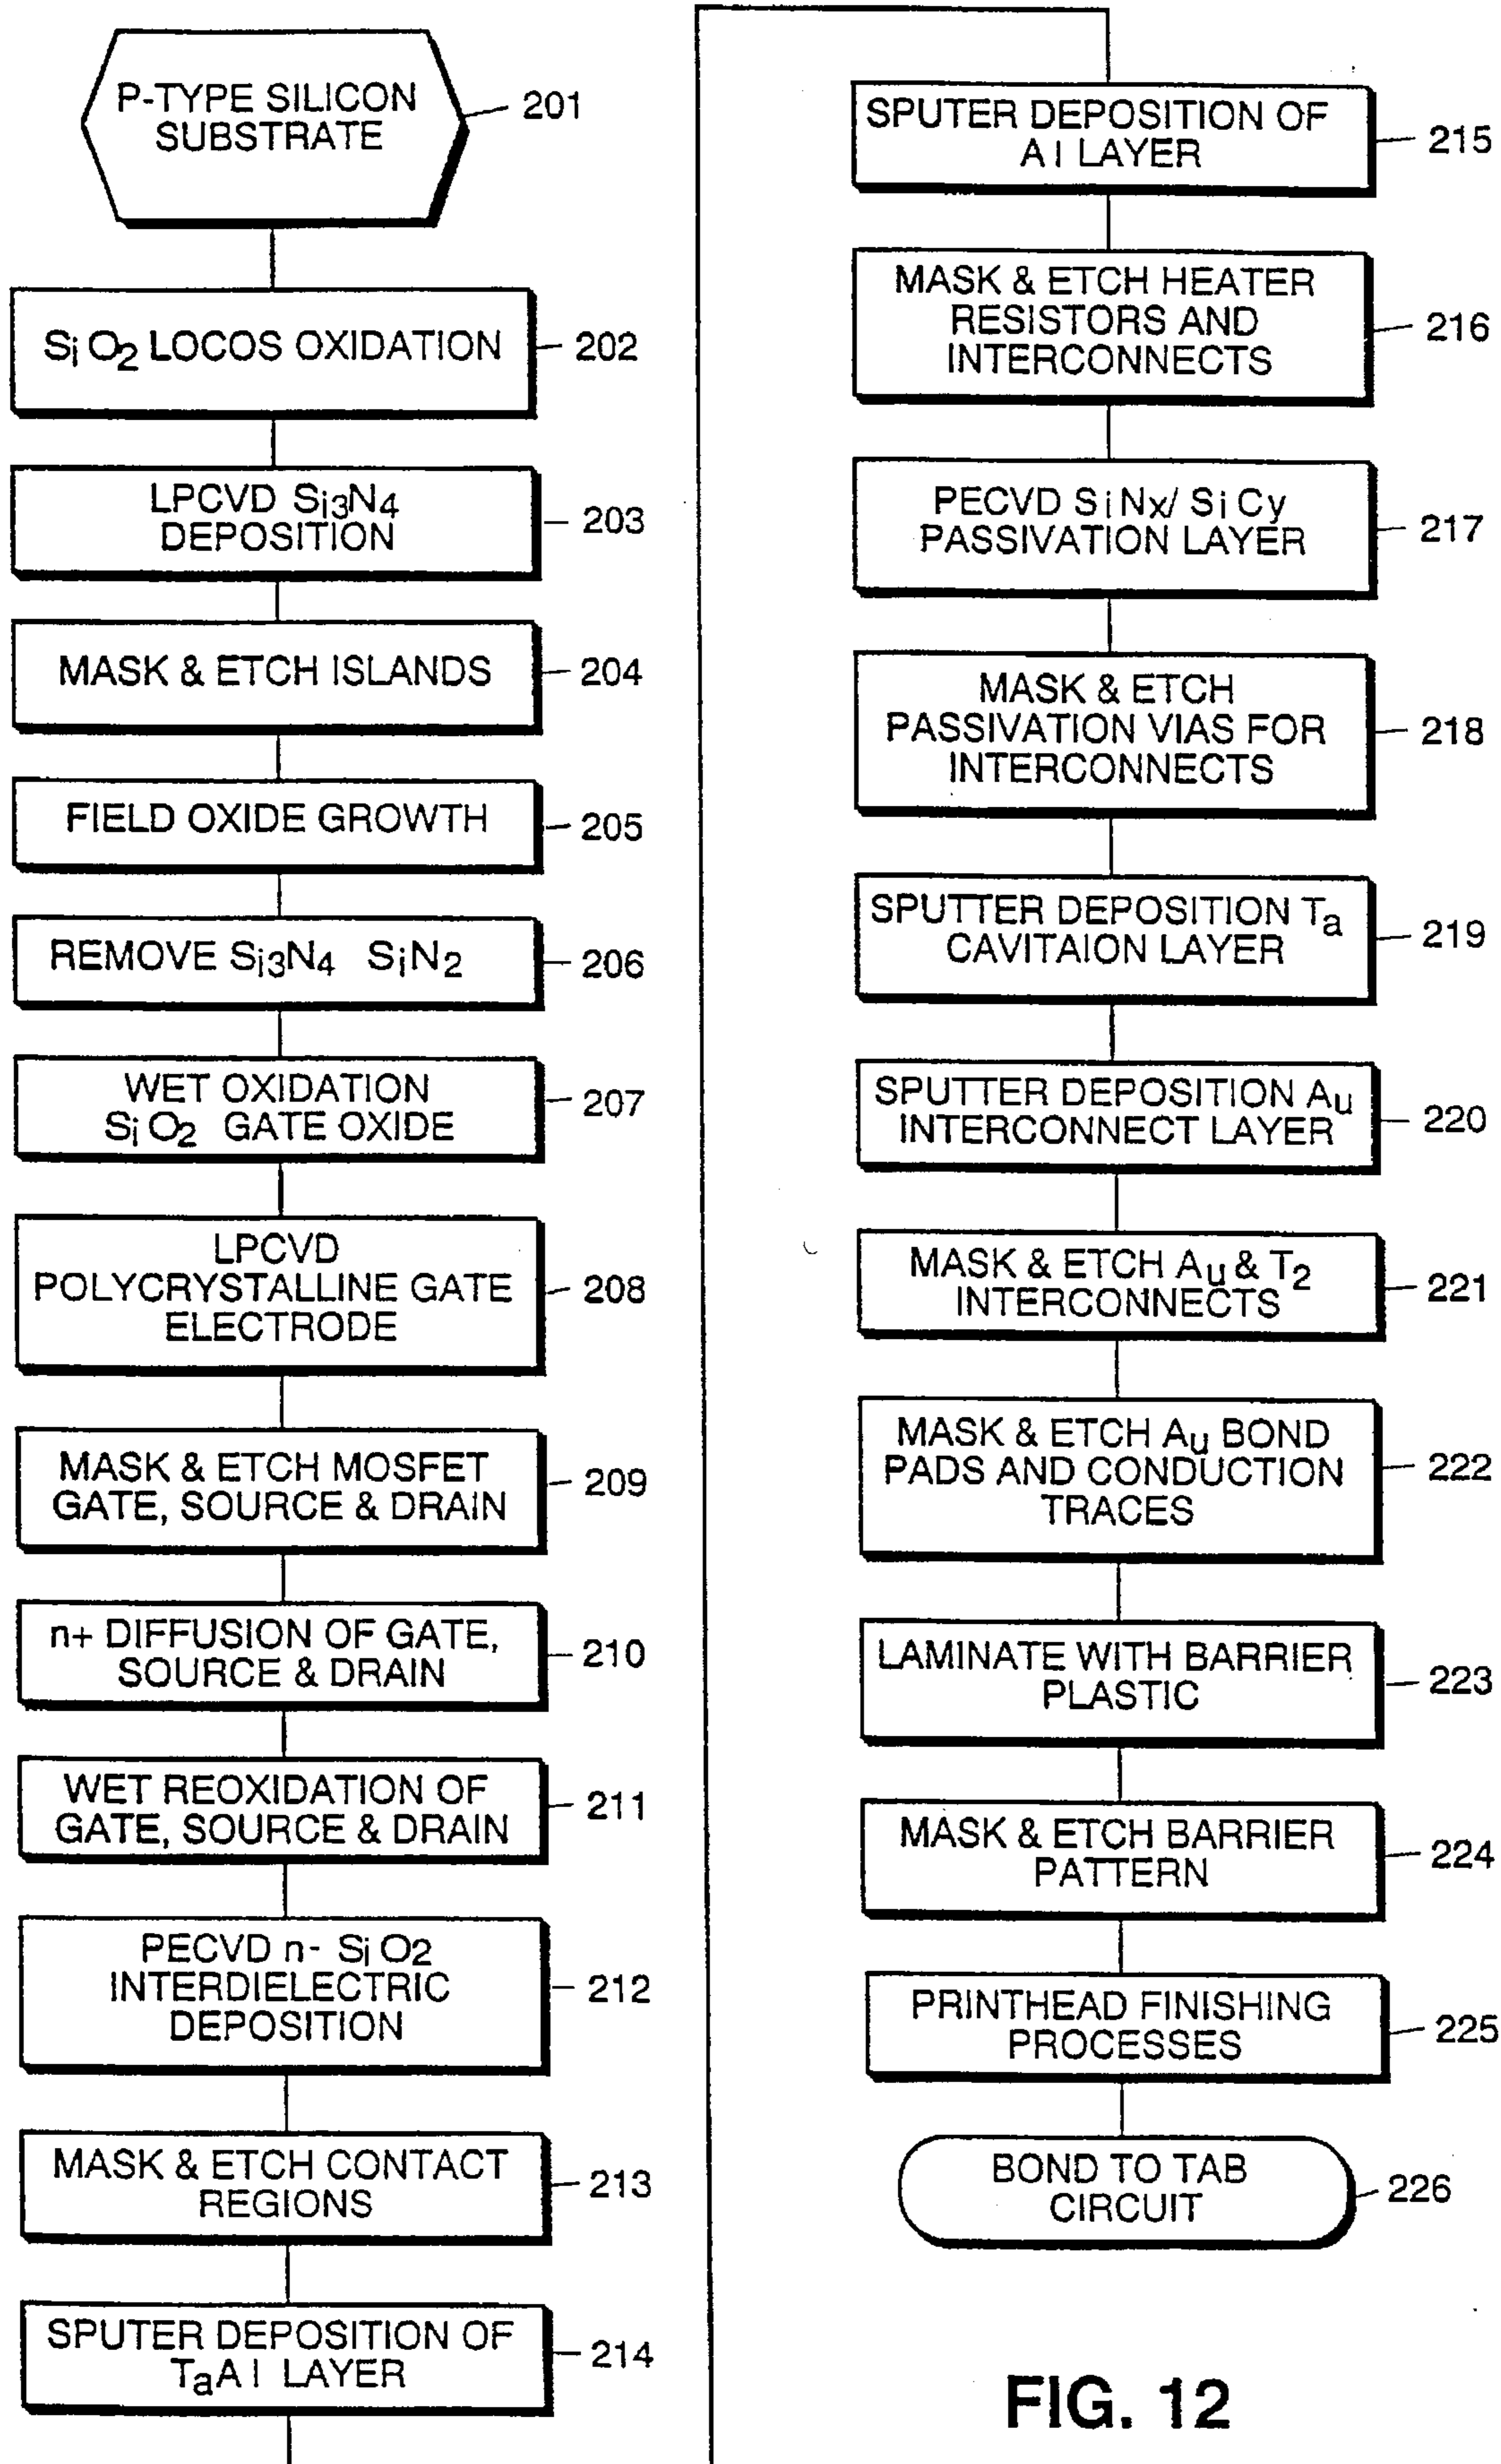 P-TYPE SILICON
SUBSTRATE
201
SiO2 LOCOS OXIDATION
202
LPCVD Si3N4
DEPOSITION
203
MASK & ETCH ISLANDS
204
FIELD OXIDE GROWTH
205
REMOVE Si3N4 SiN2
206
WET OXIDATION
SiO2 GATE OXIDE
207
LPCVD
POLYCRYSTALLINE GATE
ELECTRODE
208
MASK & ETCH MOSFET
GATE, SOURCE & DRAIN
209
n+ DIFFUSION OF GATE,
SOURCE & DRAIN
210
WET REOXIDATION OF
GATE, SOURCE & DRAIN
211
PECVD n- SiO2
INTERDIELECTRIC
DEPOSITION
212
MASK & ETCH CONTACT
REGIONS
213
SPUTER DEPOSITION OF
TaAl LAYER
214
SPUTER DEPOSITION OF
Al LAYER
215
MASK & ETCH HEATER
RESISTORS AND
INTERCONNECTS
216
PECVD SiNx/ SiCy
PASSIVATION LAYER
217
MASK & ETCH
PASSIVATION VIAS FOR
INTERCONNECTS
218
SPUTTER DEPOSITION Ta
CAVITAION LAYER
219
SPUTTER DEPOSITION Au
INTERCONNECT LAYER
220
MASK & ETCH Au & T2
INTERCONNECTS
221
MASK & ETCH Au BOND
PADS AND CONDUCTION
TRACES
222
LAMINATE WITH BARRIER
PLASTIC
223
MASK & ETCH BARRIER
PATTERN
224
PRINTHEAD FINISHING
PROCESSES
225
BOND TO TAB
CIRCUIT
226
FIG. 12